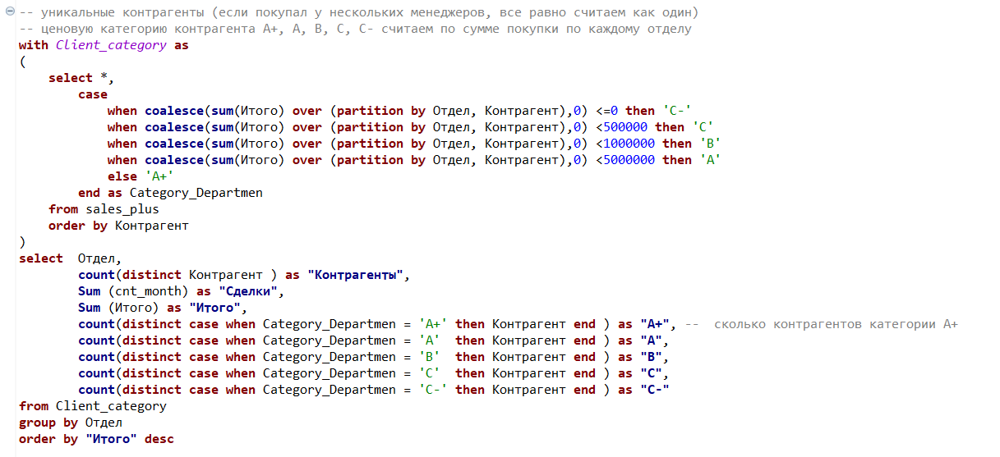 -- уникальные контрагенты (если покупал у нескольких менеджеров, все равно считаем как один)
-- ценовую категорию контрагента A+, A, B, C, C- считаем по сумме покупки по каждому отделу
with Client_category as
(
    select *,
        case
            when coalesce(sum(Итого) over (partition by Отдел, Контрагент),0) <=0 then 'C-'
            when coalesce(sum(Итого) over (partition by Отдел, Контрагент),0) <500000 then 'C'
            when coalesce(sum(Итого) over (partition by Отдел, Контрагент),0) <1000000 then 'B'
            when coalesce(sum(Итого) over (partition by Отдел, Контрагент),0) <5000000 then 'A'
            else 'A+'
        end as Category_Departmen
    from sales_plus
    order by Контрагент
)
select  Отдел,
        count(distinct Контрагент ) as "Контрагенты",
        Sum (cnt_month) as "Сделки",
        Sum (Итого) as "Итого",
        count(distinct case when Category_Departmen = 'A+' then Контрагент end ) as "A+", --  сколько контрагентов категории A+
        count(distinct case when Category_Departmen = 'A'  then Контрагент end ) as "A",
        count(distinct case when Category_Departmen = 'B'  then Контрагент end ) as "B",
        count(distinct case when Category_Departmen = 'C'  then Контрагент end ) as "C",
        count(distinct case when Category_Departmen = 'C-' then Контрагент end ) as "C-"
from Client_category
group by Отдел
order by "Итого" desc